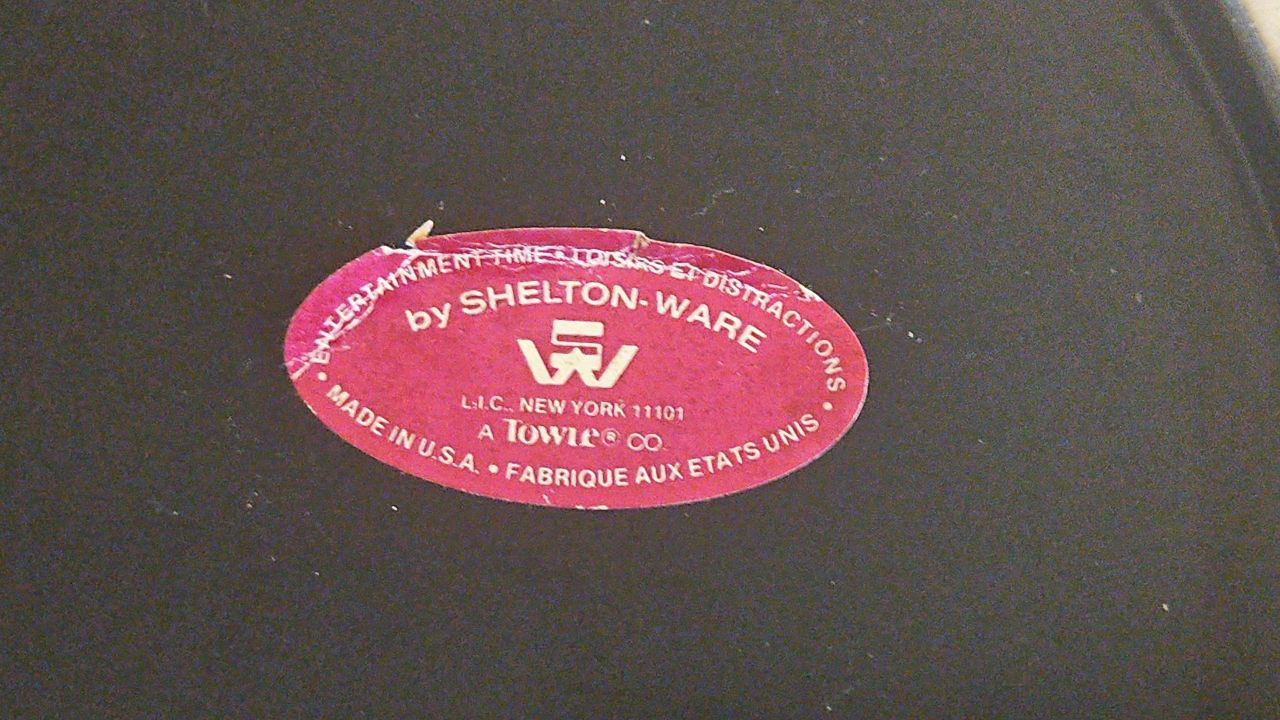 • ENTERTAINMENT TIME • LOISIRS ET DISTRACTIONS •
by SHELTON-WARE
SW
L.I.C., NEW YORK 11101
A TOWLE® CO.
MADE IN U.S.A. • FABRIQUE AUX ETATS UNIS